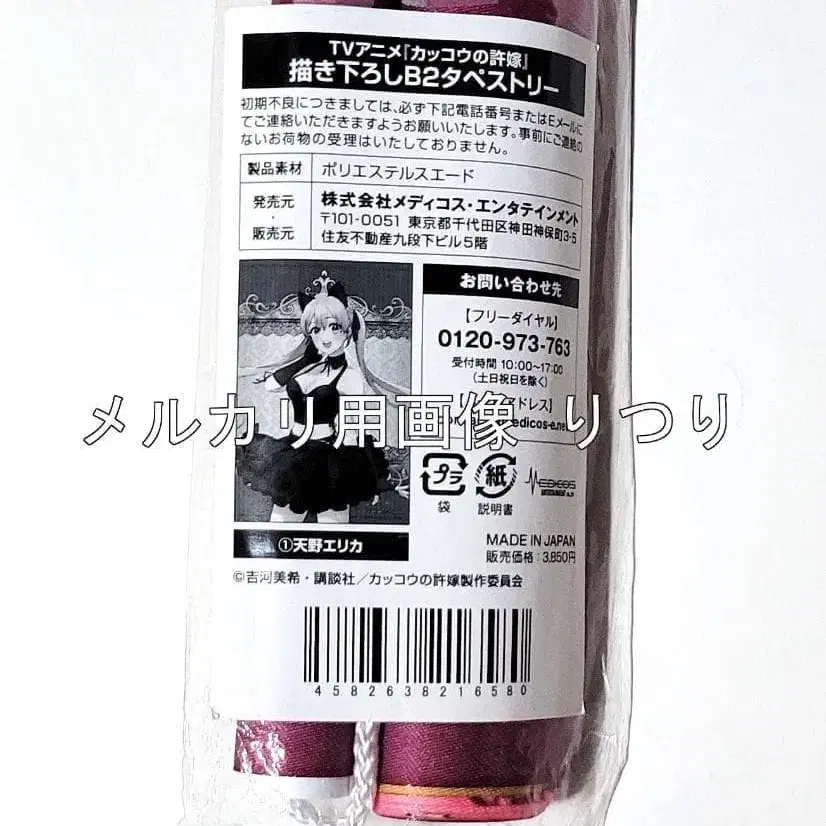 TVアニメ『カッコウの許嫁』
描き下ろしB2タペストリー
初期不良につきましては、必ず下記電話番号またはEメールに
てご連絡いただきますようお願いいたします。事前にご連絡の
ないお荷物の受理はいたしておりません。
製品素材 ポリエステルスエード
発売元・販売元
株式会社メディコス・エンタテインメント
〒101-0051 東京都千代田区神田神保町3-5
住友不動産九段下ビル5階
お問い合わせ先
【フリーダイヤル】
0120-973-763
受付時間 10:00~17:00
(土日祝日を除く)
アドレス】
edicos-e.net
メルカリ用画像 りつり
プラ
袋
紙
説明書
MEDICOS
ENTERTAINMENT
①天野エリカ
MADE IN JAPAN
販売価格:3,850円
©吉河美希・講談社/カッコウの許嫁製作委員会
4582638216580